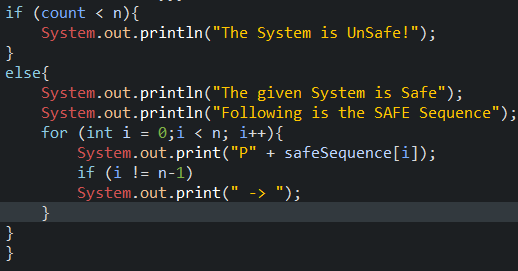 if (count < n){
System.out.println("The System is UnSafe!");
}
else{
System.out.println("The given System is Safe");
System.out.println("Following is the SAFE Sequence");
for (int i = 0;i < n; i++){
System.out.print("P" + safeSequence[i]);
if (i != n-1)
System.out.print(" -> ");
}
}
}